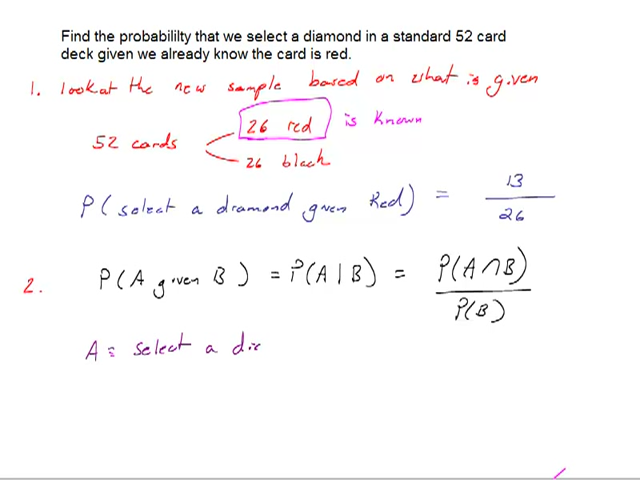 Find the probabililty that we select a diamond in a standard 52 card
deck given we already know the card is red.
1. look at the new sample based on what is given
26 red is known
52 cards
26 black
P( select a diamond given Red) = 13
26
2. P( A given B ) = P(A | B) = P(A ∩ B)
P(B)
A = select a dia